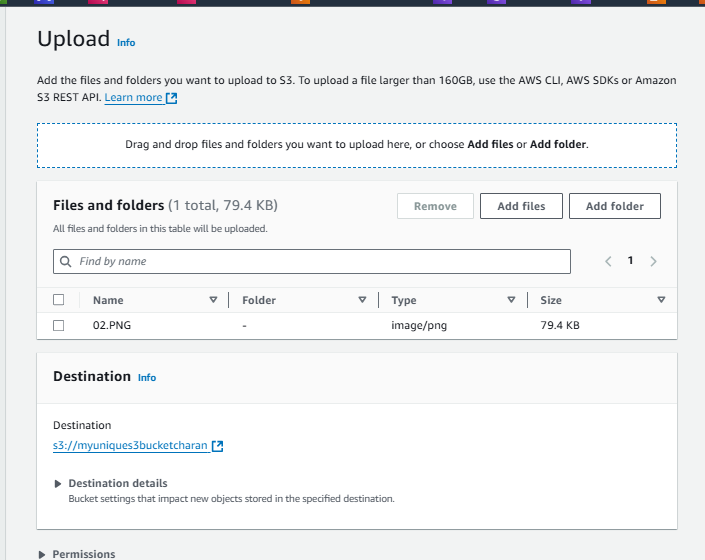 Upload Info
Add the files and folders you want to upload to S3. To upload a file larger than 160GB, use the AWS CLI, AWS SDKs or Amazon
S3 REST API. Learn more
Drag and drop files and folders you want to upload here, or choose Add files or Add folder.
Files and folders (1 total, 79.4 KB)
Remove Add files Add folder
All files and folders in this table will be uploaded.
Find by name
1
Name Folder Type Size
02.PNG - image/png 79.4 KB
Destination Info
Destination
s3://myuniques3bucketcharan
Destination details
Bucket settings that impact new objects stored in the specified destination.
Permissions